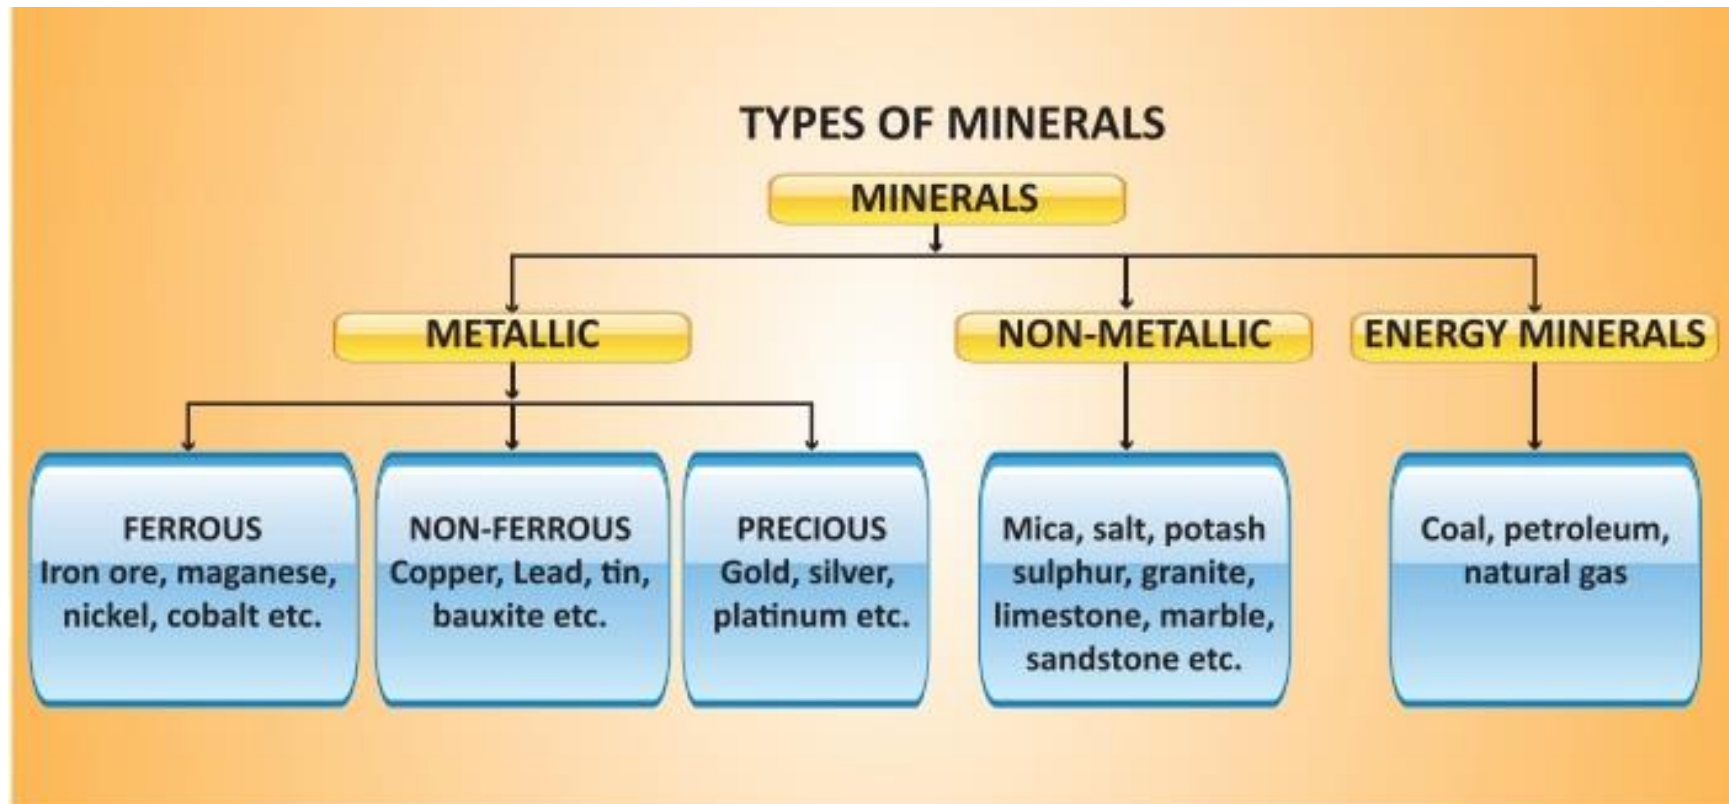 TYPES OF MINERALS
MINERALS
METALLIC
NON-METALLIC
ENERGY MINERALS
FERROUS
Iron ore, maganese,
nickel, cobalt etc.
NON-FERROUS
Copper, Lead, tin,
bauxite etc.
PRECIOUS
Gold, silver,
platinum etc.
Mica, salt, potash
sulphur, granite,
limestone, marble,
sandstone etc.
Coal, petroleum,
natural gas